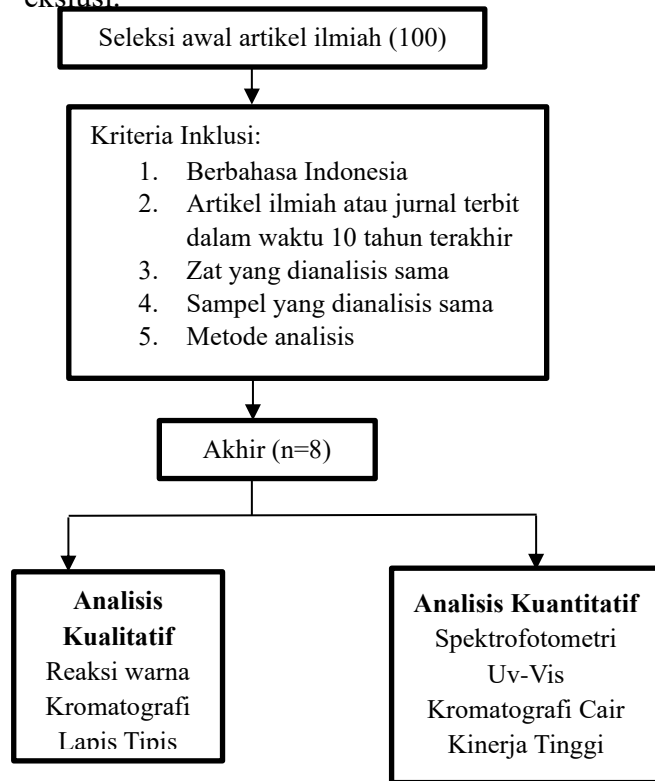 eksklusi.
Seleksi awal artikel ilmiah (100)
Kriteria Inklusi:
1. Berbahasa Indonesia
2. Artikel ilmiah atau jurnal terbit
dalam waktu 10 tahun terakhir
3. Zat yang dianalisis sama
4. Sampel yang dianalisis sama
5. Metode analisis
Akhir (n=8)
Analisis
Kualitatif
Reaksi warna
Kromatografi
Lapis Tipis
Analisis Kuantitatif
Spektrofotometri
Uv-Vis
Kromatografi Cair
Kinerja Tinggi